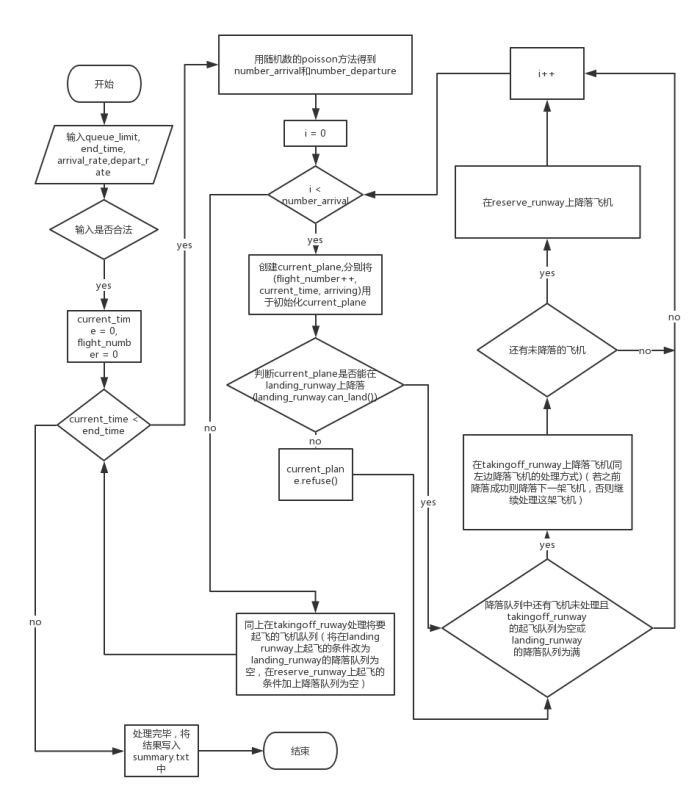 开始
输入queue_limit,
end_time,
arrival_rate,depart_r
ate
输入是否合法
yes
current_tim
e = 0,
flight_numb
er = 0
current_time <
end_time
yes
no
用随机数的poisson方法得到
number_arrival和number_departure
i = 0
i <
number_arrival
yes
no
创建current_plane,分别将
(flight_number++,
current_time, arriving)用
于初始化current_plane
判断current_plane是否能在
landing_runway上降落
(landing_runway.can_land())
no
yes
current_plan
e.refuse()
同上在takingoff_ruway处理将要
起飞的飞机队列（将在landing
runway上起飞的条件改为
landing_runway的降落队列为
空，在reserve_runway上起飞的
条件加上降落队列为空）
i++
在reserve_runway上降落飞机
yes
no
还有未降落的飞机
no
在takingoff_runway上降落飞机(同
左边降落飞机的处理方式)（若之前
降落成功则降落下一架飞机，否则继
续处理这架飞机）
yes
降落队列中还有飞机未处理且
takingoff_runway
的起飞队列为空或
landing_runway
的降落队列为满
处理完毕，将
结果写入
summary.txt
中
结束